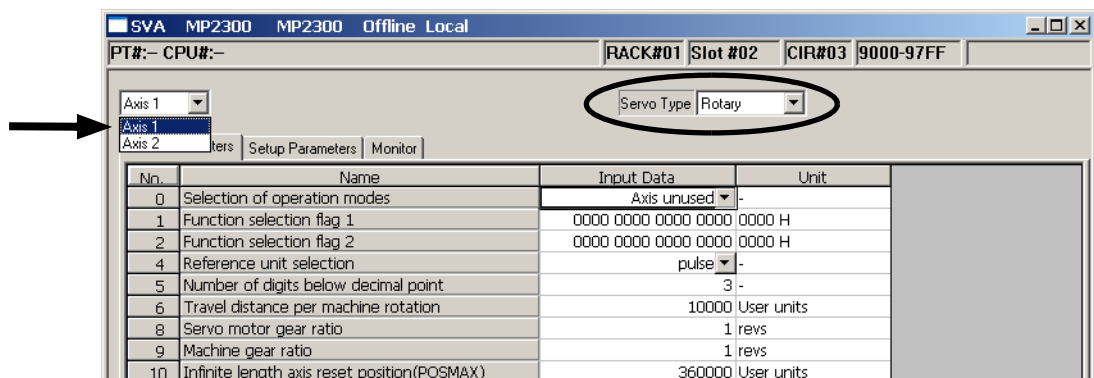 SVA MP2300 MP2300 Offline Local
PT#:– CPU#:– RACK#01 Slot #02 CIR#03 9000-97FF
Axis 1 Servo Type Rotary
Axis 1
Axis 2
ters Setup Parameters Monitor
No. Name Input Data Unit
0 Selection of operation modes Axis unused -
1 Function selection flag 1 0000 0000 0000 0000 0000 H
2 Function selection flag 2 0000 0000 0000 0000 0000 H
4 Reference unit selection pulse -
5 Number of digits below decimal point 3 -
6 Travel distance per machine rotation 10000 User units
8 Servo motor gear ratio 1 revs
9 Machine gear ratio 1 revs
10 Infinite length axis reset position(POSMAX) 360000 User units